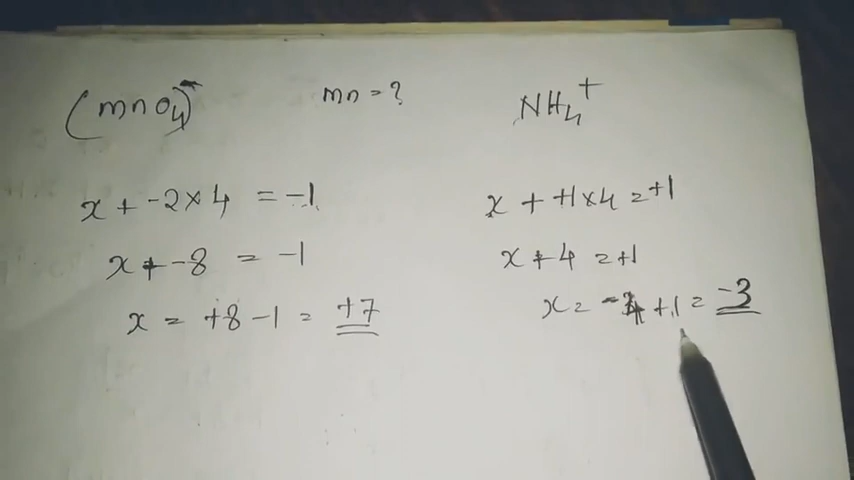 (mnO4)⁻ mn = ?
x + -2×4 = -1
x + -8 = -1
x = +8 -1 = +7
NH4+
x + +1×4 = +1
x + 4 = +1
x = -4 + 1 = -3